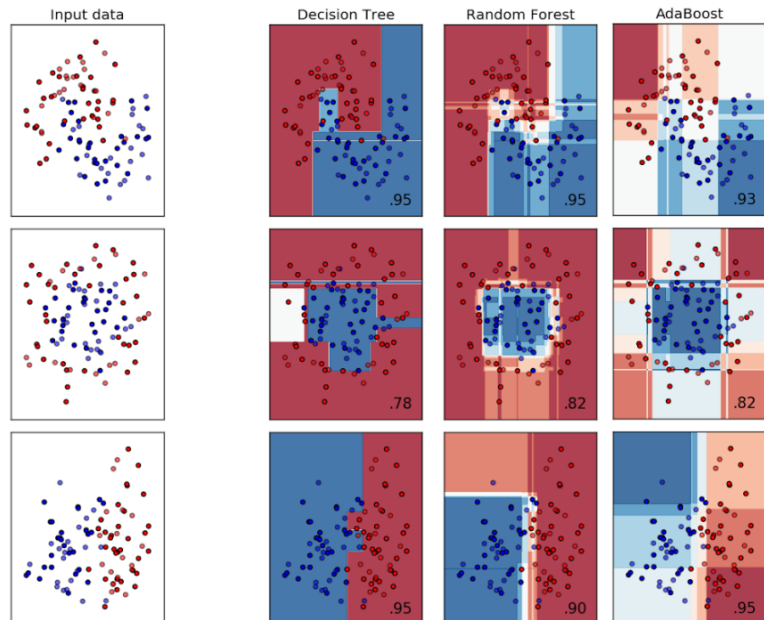 Input data Decision Tree Random Forest AdaBoost
.95 .95 .93
.78 .82 .82
.95 .90 .95